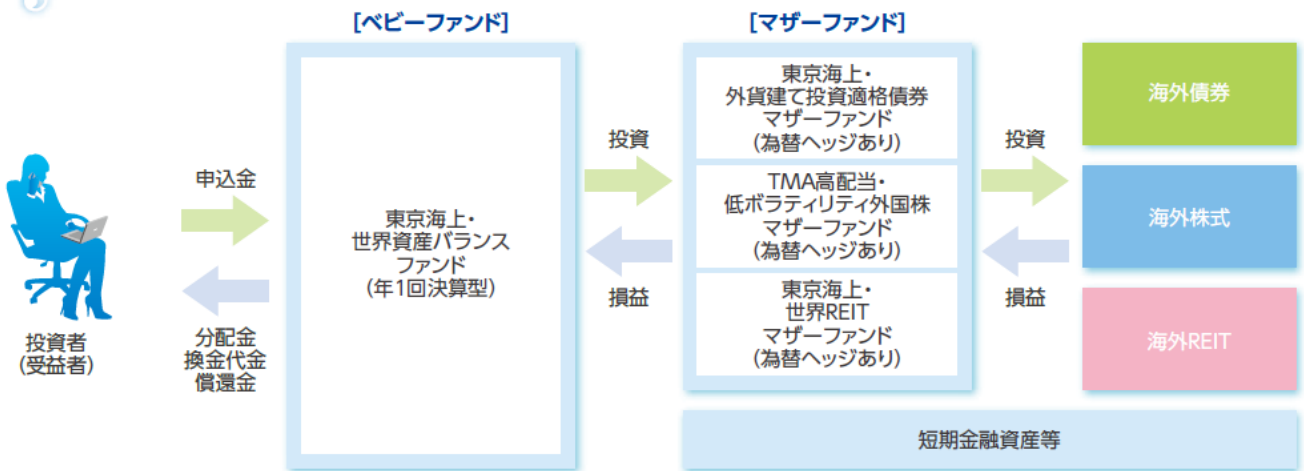 [ベビーファンド]
[マザーファンド]
投資者
(受益者)
申込金
分配金
換金代金
償還金
東京海上・
世界資産バランス
ファンド
(年1回決算型)
投資
損益
東京海上・
外貨建て投資適格債券
マザーファンド
(為替ヘッジあり)
TMA高配当・
低ボラティリティ外国株
マザーファンド
(為替ヘッジあり)
東京海上・
世界REIT
マザーファンド
(為替ヘッジあり)
投資
損益
海外債券
海外株式
海外REIT
短期金融資産等